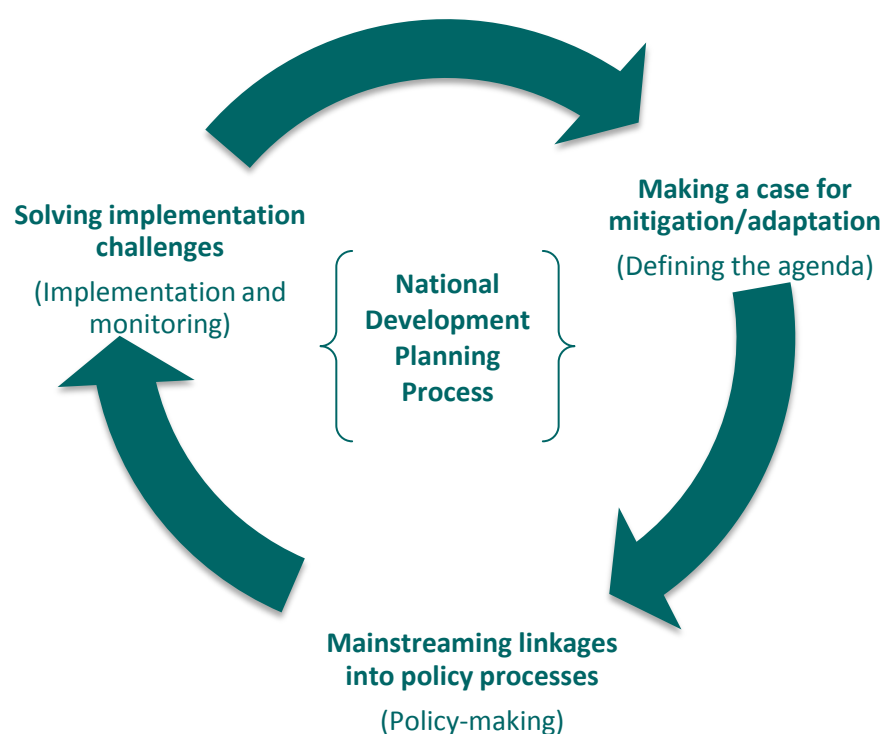 Making a case for
mitigation/adaptation
(Defining the agenda)
Solving implementation
challenges
(Implementation and
monitoring)
National
Development
Planning
Process
Mainstreaming linkages
into policy processes
(Policy-making)